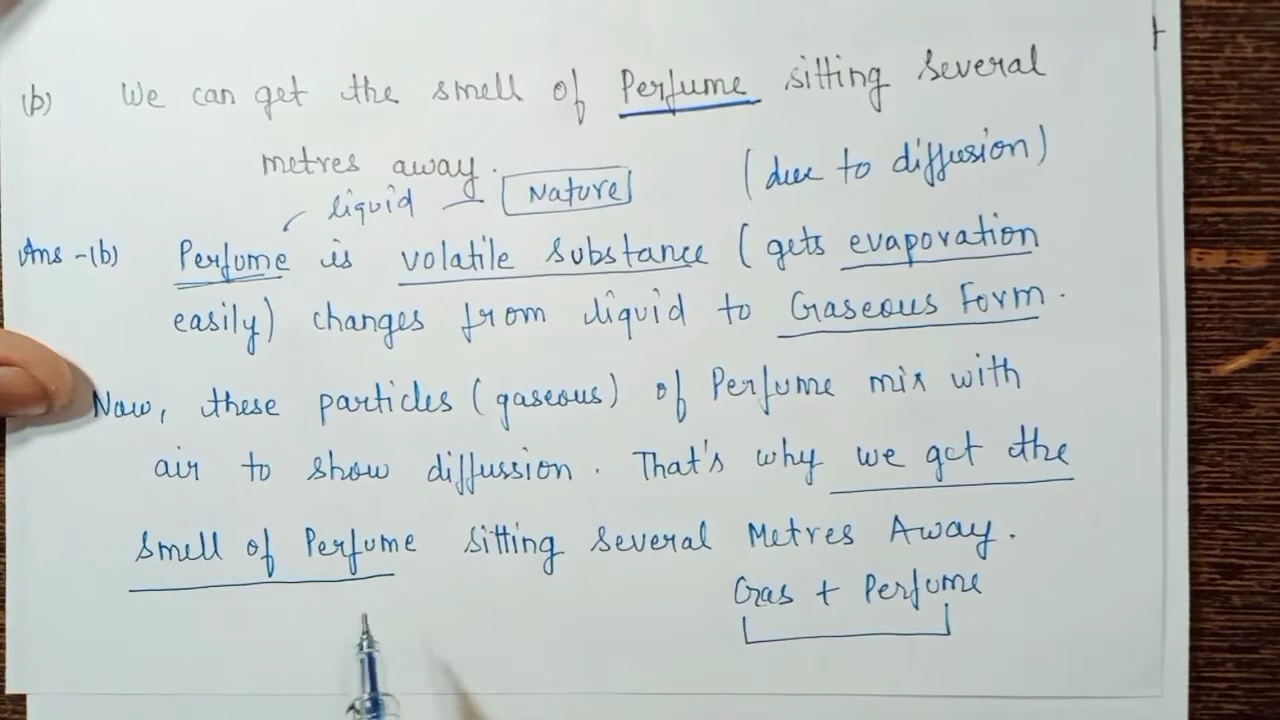 (b) We can get the smell of Perfume sitting several
metres away.
(due to diffusion)
liquid — Nature
Ans -(b) Perfume is volatile substance (gets evaporation
easily) changes from liquid to Gaseous Form.
Now, these particles (gaseous) of Perfume mix with
air to show diffussion. That's why we get the
smell of Perfume sitting several Metres Away.
Gas + Perfume